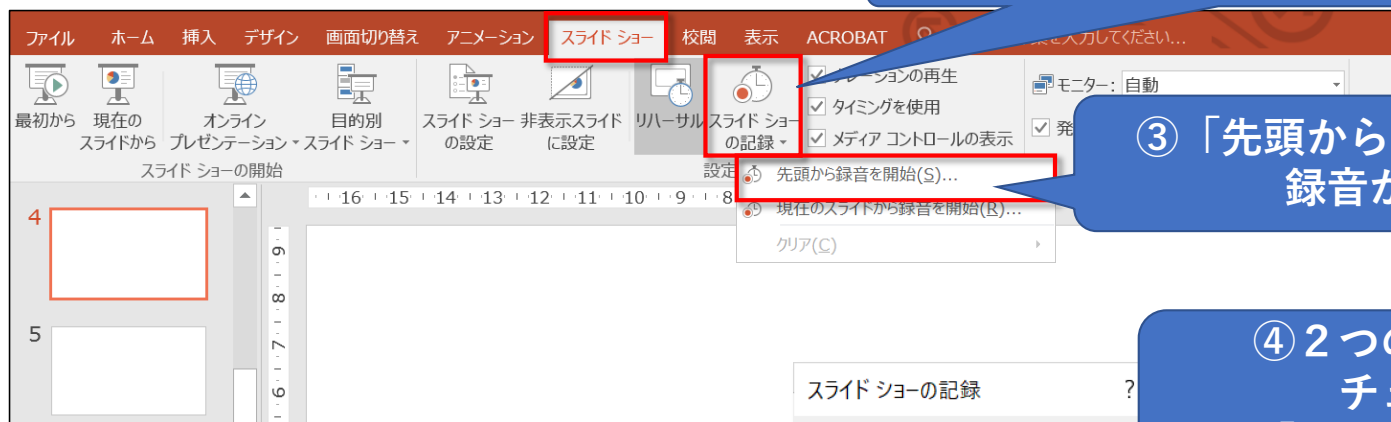 ファイル ホーム 挿入 デザイン 画面切り替え アニメーション スライド ショー 校閲 表示 ACROBAT を入力してください...
最初から 現在の スライドから オンライン プレゼンテーション 目的別 スライド ショー スライド ショー の設定 非表示スライド に設定 リハーサル スライド ショー の記録
ナレーションの再生
タイミングを使用
メディア コントロールの表示
モニター: 自動
発
スライド ショーの開始
設定
先頭から録音を開始(S)...
現在のスライドから録音を開始(R)...
クリア(C)
16 15 14 13 12 11 10 9 8
4
5
9
8
7
6
③「先頭から
録音が
④２つの
チェ
スライド ショーの記録 ?